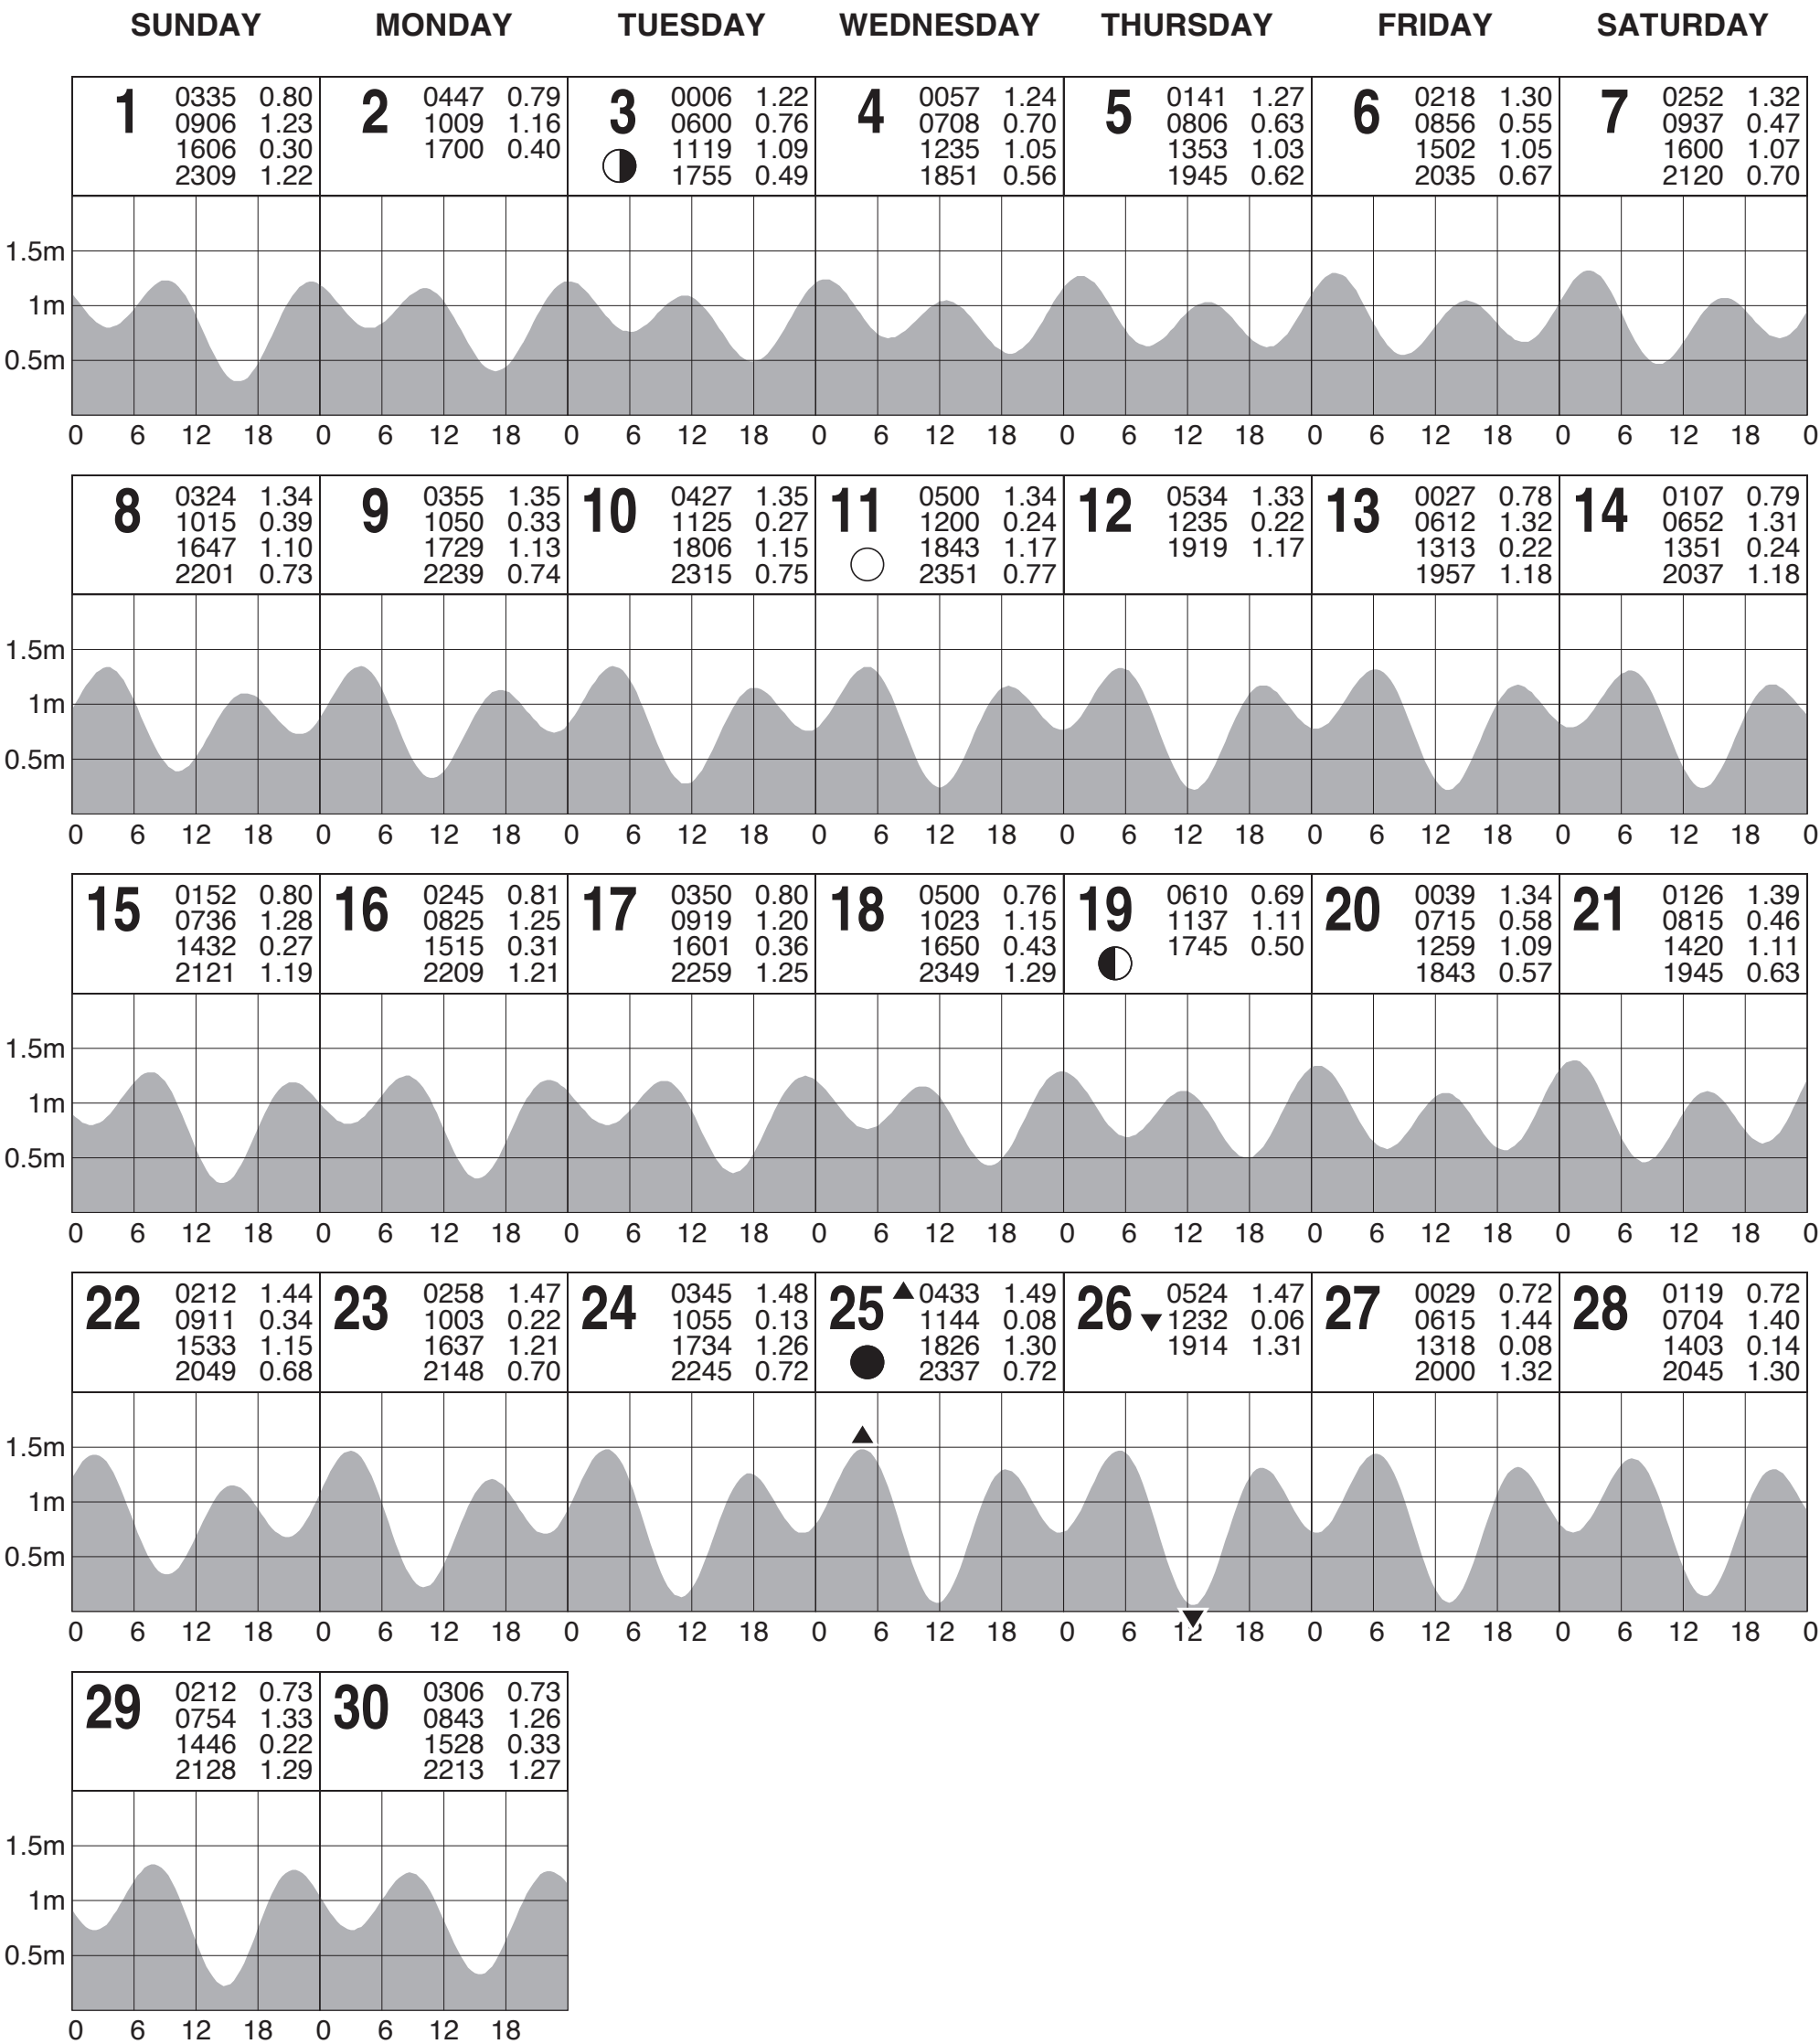 SUNDAY MONDAY TUESDAY WEDNESDAY THURSDAY FRIDAY SATURDAY
1 0335 0.80 2 0447 0.79 3 0006 1.22 4 0057 1.24 5 0141 1.27 6 0218 1.30 7 0252 1.32
0906 1.23 1009 1.16 0600 0.76 0708 0.70 0806 0.63 0856 0.55 0937 0.47
1606 0.30 1700 0.40 1119 1.09 1235 1.05 1353 1.03 1502 1.05 1600 1.07
2309 1.22 1755 0.49 1851 0.56 1945 0.62 2035 0.67 2120 0.70
1.5m
1m
0.5m
0 6 12 18 0 6 12 18 0 6 12 18 0 6 12 18 0 6 12 18 0 6 12 18 0 6 12 18 0
8 0324 1.34 9 0355 1.35 10 0427 1.35 11 0500 1.34 12 0534 1.33 13 0027 0.78 14 0107 0.79
1015 0.39 1050 0.33 1125 0.27 1200 0.24 1235 0.22 0612 1.32 0652 1.31
1647 1.10 1729 1.13 1806 1.15 1843 1.17 1919 1.17 1313 0.22 1351 0.24
2201 0.73 2239 0.74 2315 0.75 2351 0.77 1957 1.18 2037 1.18
1.5m
1m
0.5m
0 6 12 18 0 6 12 18 0 6 12 18 0 6 12 18 0 6 12 18 0 6 12 18 0 6 12 18 0
15 0152 0.80 16 0245 0.81 17 0350 0.80 18 0500 0.76 19 0610 0.69 20 0039 1.34 21 0126 1.39
0736 1.28 0825 1.25 0919 1.20 1023 1.15 1137 1.11 0715 0.58 0815 0.46
1432 0.27 1515 0.31 1601 0.36 1650 0.43 1745 0.50 1259 1.09 1420 1.11
2121 1.19 2209 1.21 2259 1.25 2349 1.29 1843 0.57 1945 0.63
1.5m
1m
0.5m
0 6 12 18 0 6 12 18 0 6 12 18 0 6 12 18 0 6 12 18 0 6 12 18 0 6 12 18 0
22 0212 1.44 23 0258 1.47 24 0345 1.48 25 0433 1.49 26 0524 1.47 27 0029 0.72 28 0119 0.72
0911 0.34 1003 0.22 1055 0.13 1144 0.08 1232 0.06 0615 1.44 0704 1.40
1533 1.15 1637 1.21 1734 1.26 1826 1.30 1914 1.31 1318 0.08 1403 0.14
2049 0.68 2148 0.70 2245 0.72 2337 0.72 2000 1.32 2045 1.30
1.5m
1m
0.5m
0 6 12 18 0 6 12 18 0 6 12 18 0 6 12 18 0 6 12 18 0 6 12 18 0 6 12 18 0
29 0212 0.73 30 0306 0.73
0754 1.33 0843 1.26
1446 0.22 1528 0.33
2128 1.29 2213 1.27
1.5m
1m
0.5m
0 6 12 18 0 6 12 18